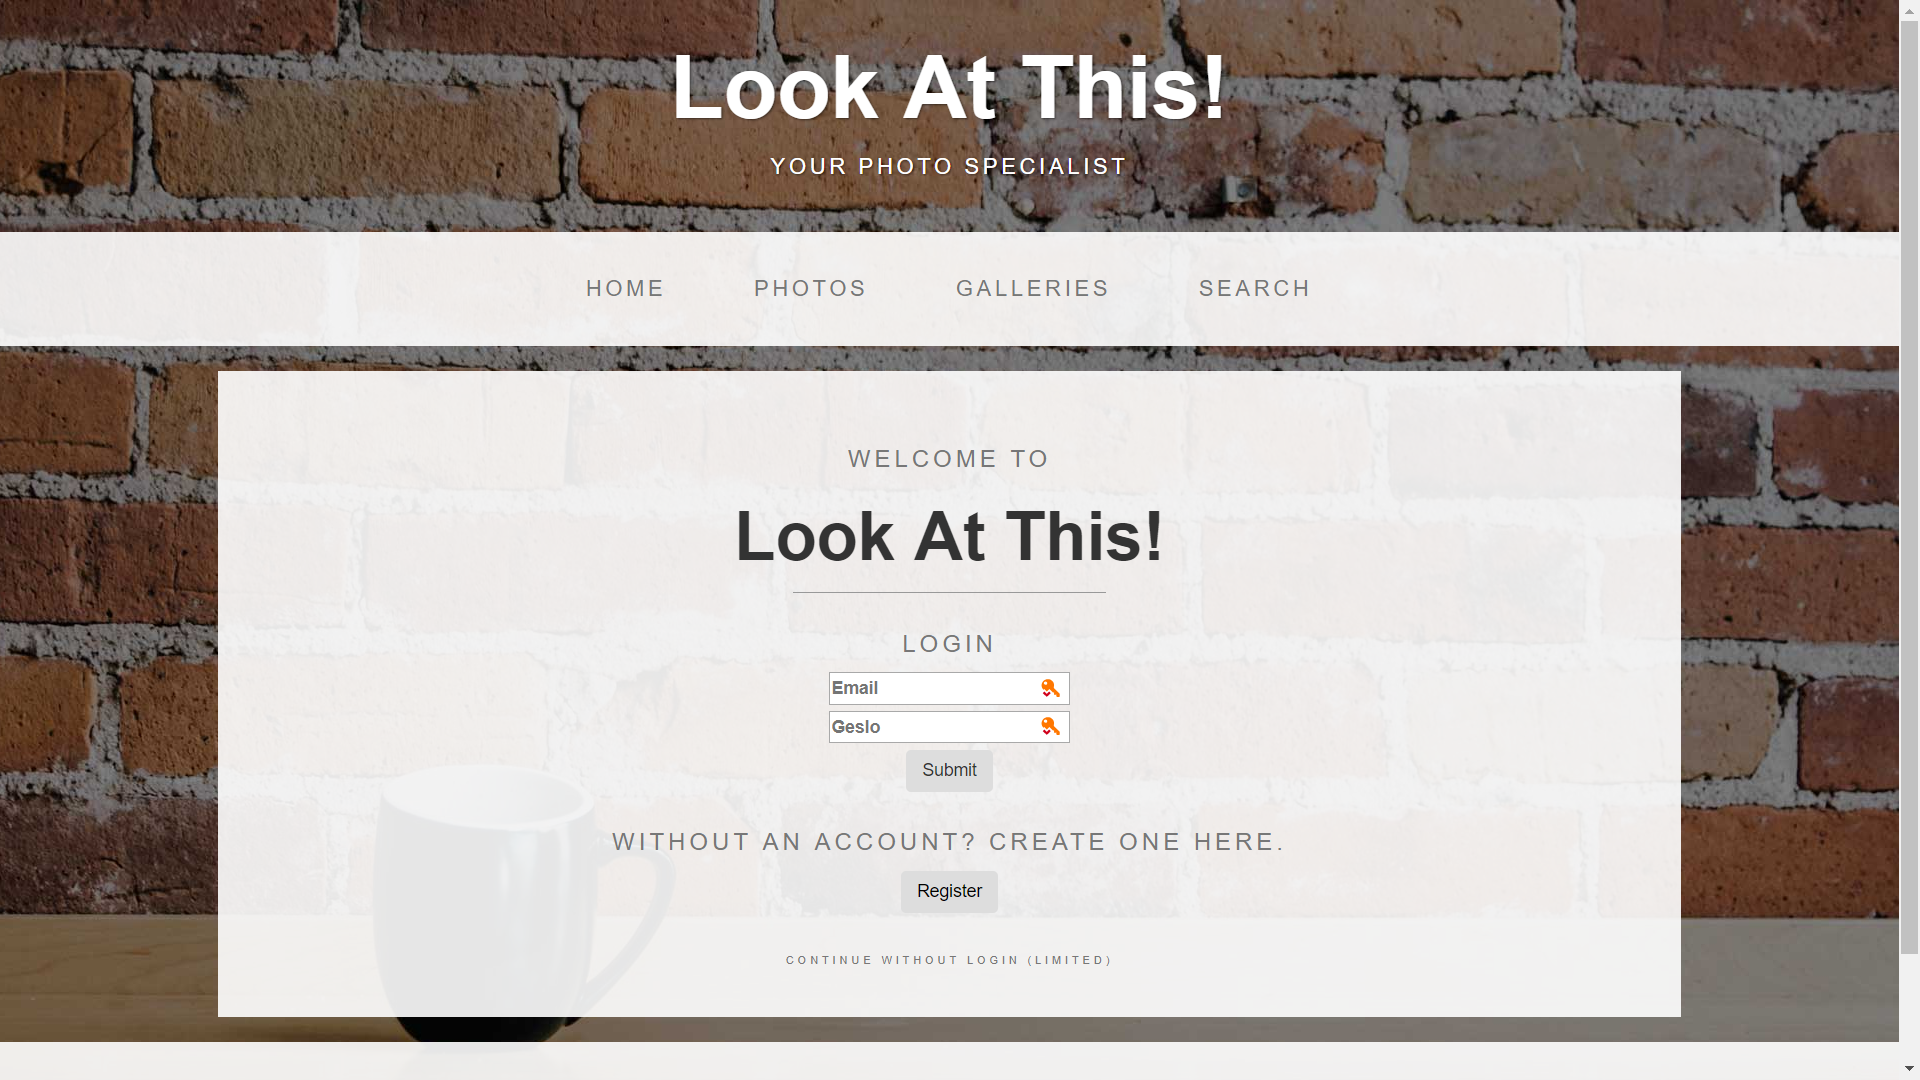 Look At This!
YOUR PHOTO SPECIALIST
HOME PHOTOS GALLERIES SEARCH
WELCOME TO
Look At This!
LOGIN
Email
Geslo
Submit
WITHOUT AN ACCOUNT? CREATE ONE HERE.
Register
CONTINUE WITHOUT LOGIN (LIMITED)